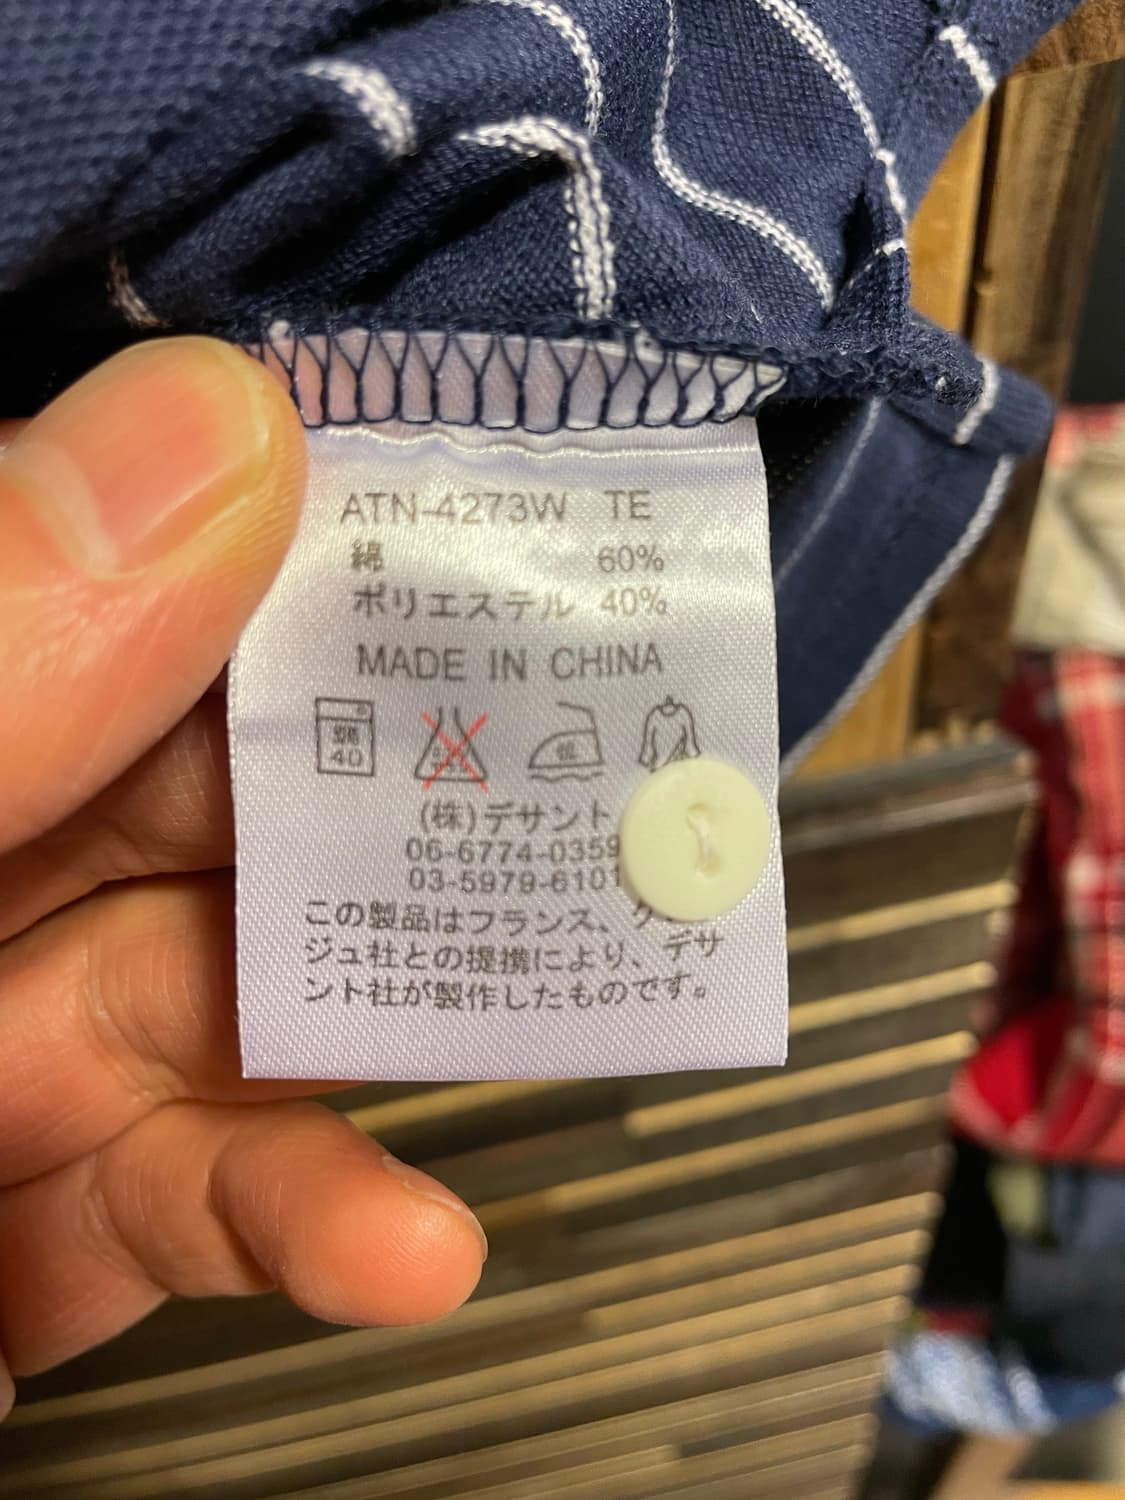 ATN-4273W TE
綿 60%
ポリエステル 40%
MADE IN CHINA
40
(株)デサント
06-6774-0359
03-5979-6101
この製品はフランス、
ジュ社との提携により、デサ
ント社が製作したものです。